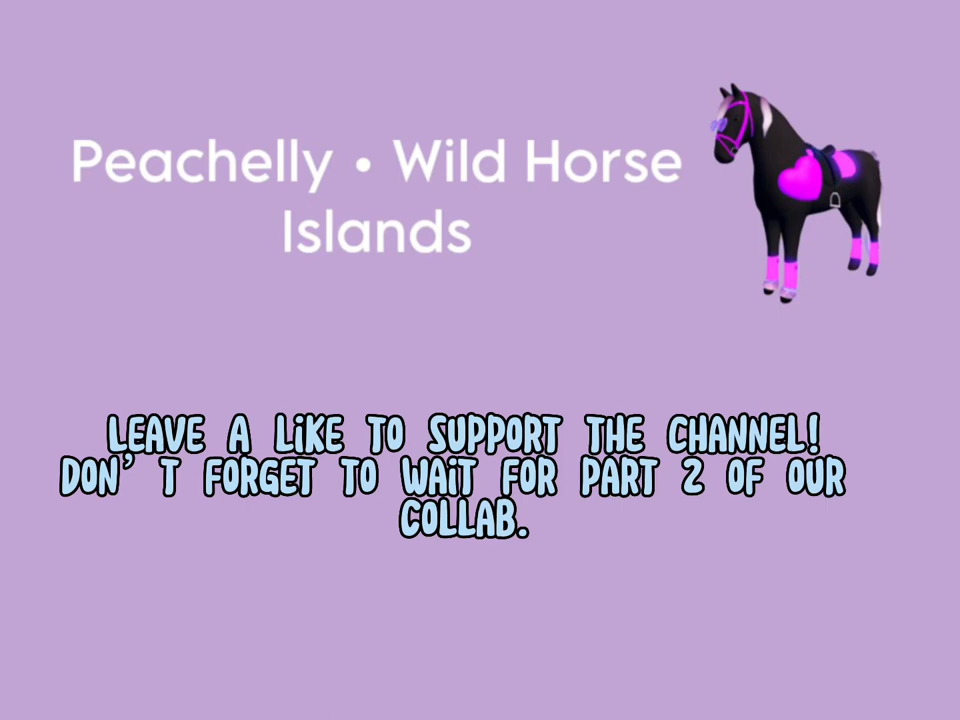 Peachelly • Wild Horse
Islands
LEAVE A LiKE TO SUPPORT THE CHANNEL!
DON' T FORGET TO WAiT FOR PART 2 OF OUR
COLLAB.